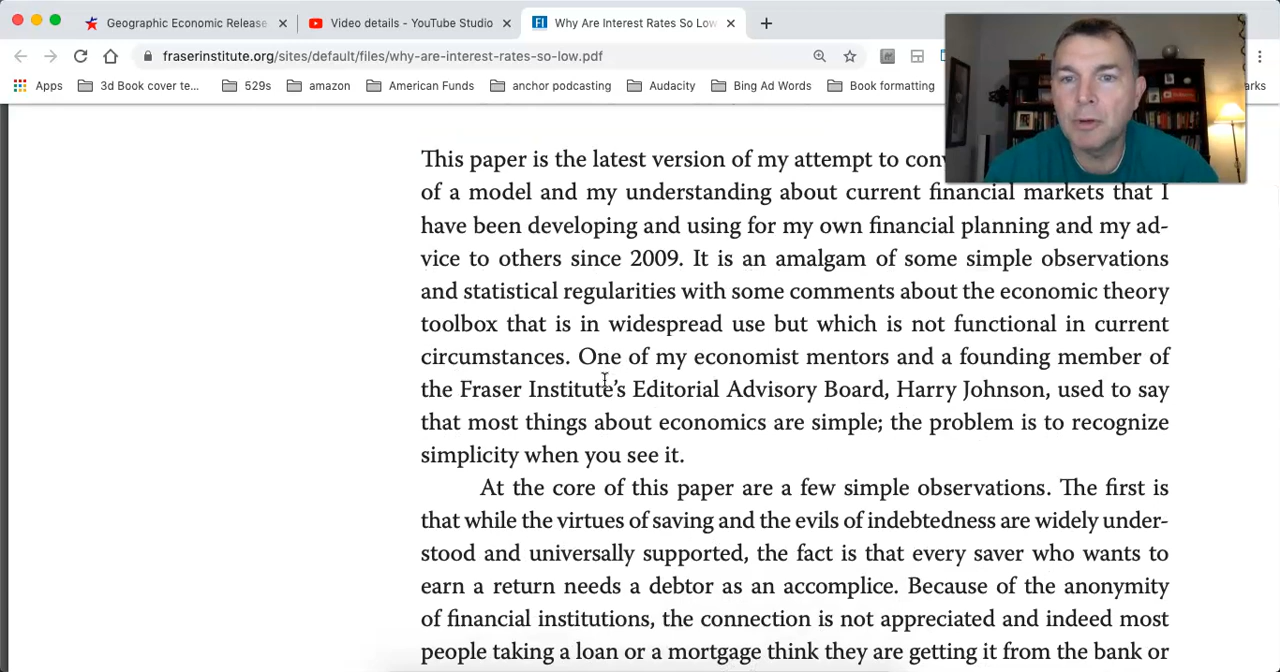 Geographic Economic Release
Video details - YouTube Studio
FI Why Are Interest Rates So Low
fraserinstitute.org/sites/default/files/why-are-interest-rates-so-low.pdf
Apps 3d Book cover te... 529s amazon American Funds anchor podcasting Audacity Bing Ad Words Book formatting
This paper is the latest version of my attempt to
of a model and my understanding about current financial markets that I
have been developing and using for my own financial planning and my ad-
vice to others since 2009. It is an amalgam of some simple observations
and statistical regularities with some comments about the economic theory
toolbox that is in widespread use but which is not functional in current
circumstances. One of my economist mentors and a founding member of
the Fraser Institute's Editorial Advisory Board, Harry Johnson, used to say
that most things about economics are simple; the problem is to recognize
simplicity when you see it.
At the core of this paper are a few simple observations. The first is
that while the virtues of saving and the evils of indebtedness are widely under-
stood and universally supported, the fact is that every saver who wants to
earn a return needs a debtor as an accomplice. Because of the anonymity
of financial institutions, the connection is not appreciated and indeed most
people taking a loan or a mortgage think they are getting it from the bank or